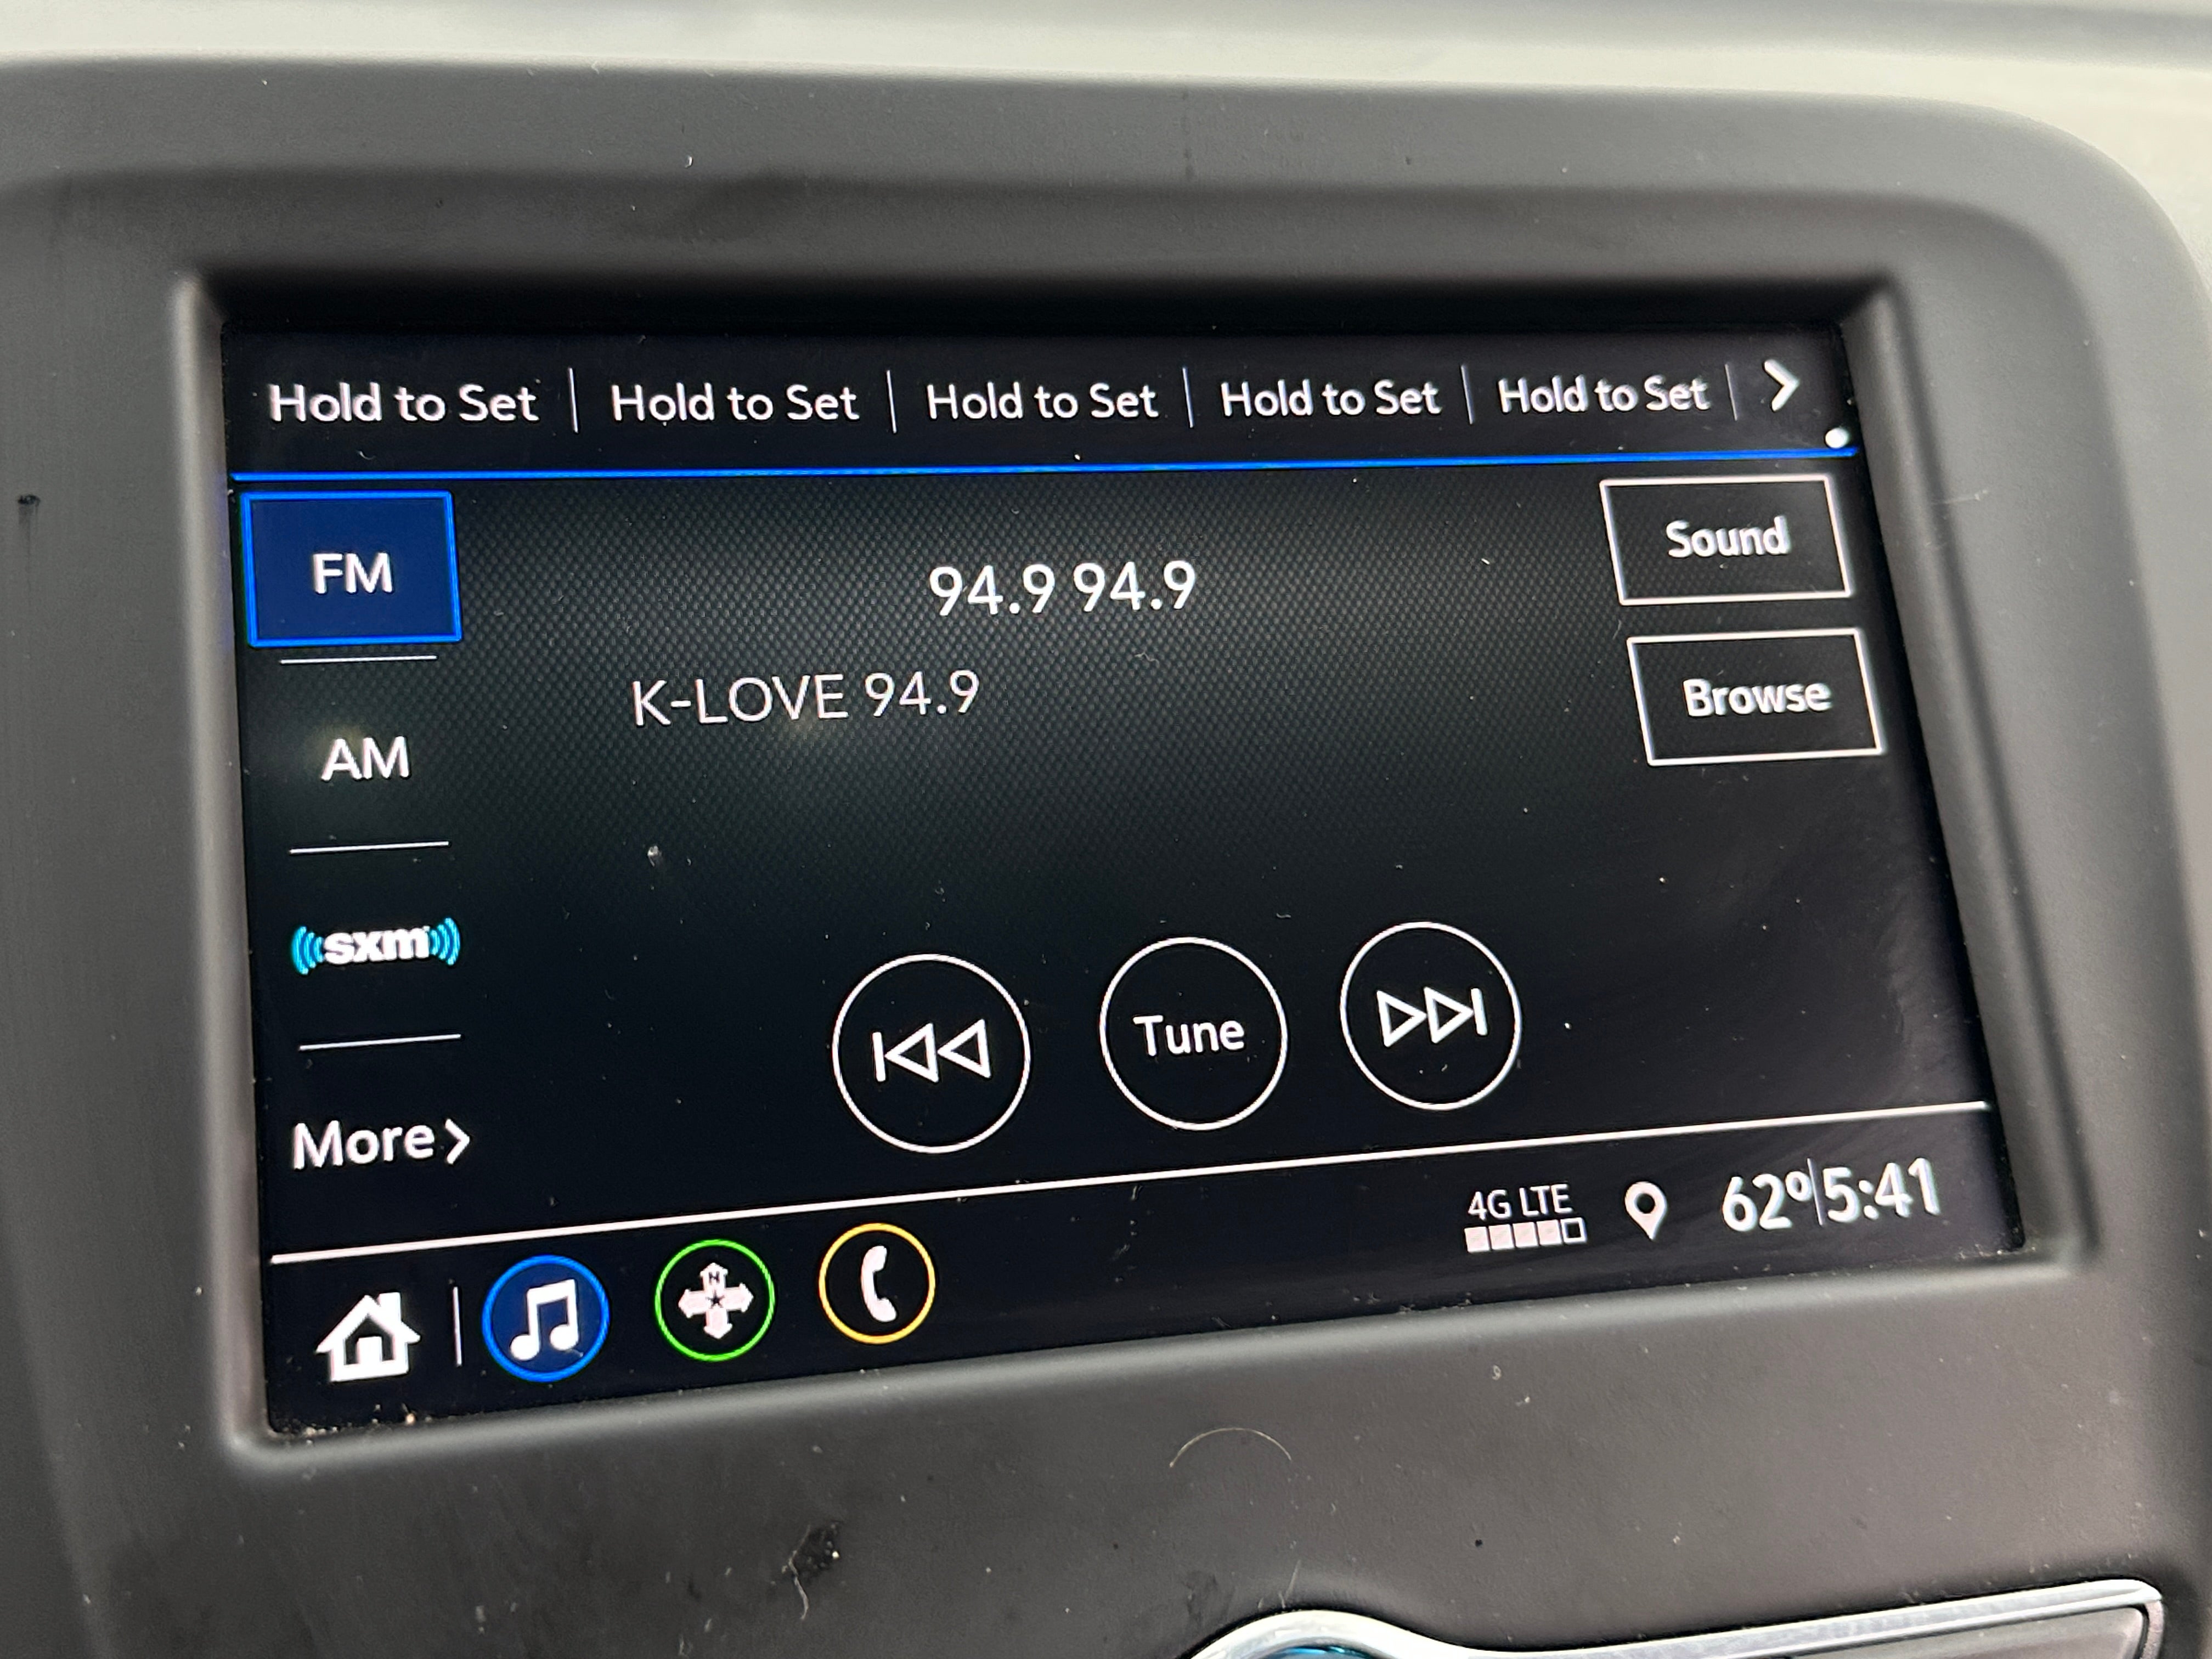 Hold to Set Hold to Set Hold to Set Hold to Set Hold to Set
FM
94.9 94.9
Sound
K-LOVE 94.9
Browse
AM
sxm
Tune
More
4G LTE
62° 5:41
N